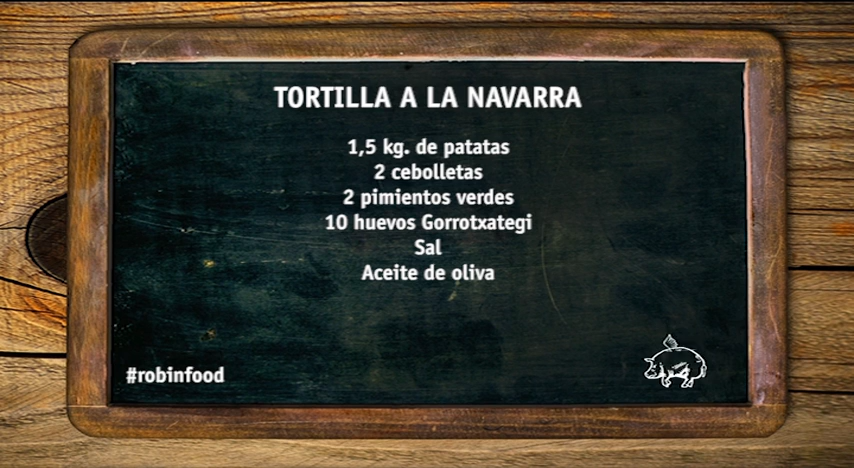 TORTILLA A LA NAVARRA
1,5 kg. de patatas
2 cebolletas
2 pimientos verdes
10 huevos Gorrotxategi
Sal
Aceite de oliva
#robinfood